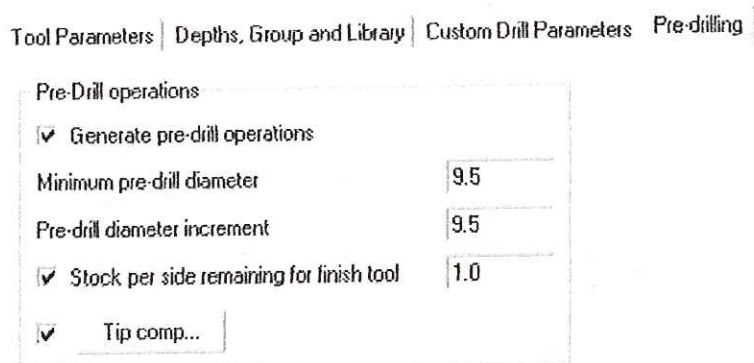 Tool Parameters Depths, Group and Library Custom Drill Parameters Pre-drilling
Pre-Drill operations
Generate pre-drill operations
Minimum pre-drill diameter 9.5
Pre-drill diameter increment 9.5
Stock per side remaining for finish tool 1.0
Tip comp...